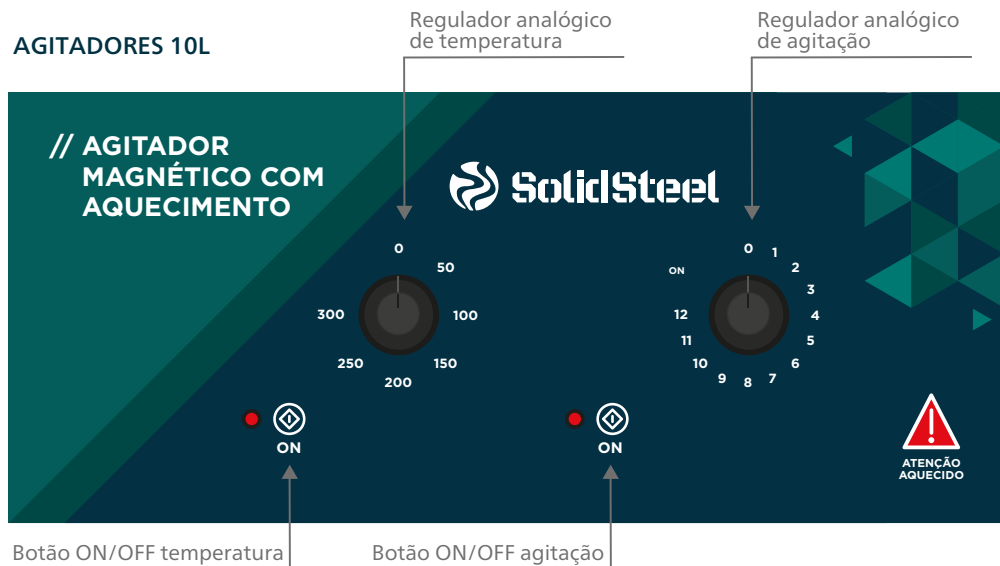 AGITADORES 10L
Regulador analógico
de temperatura
Regulador analógico
de agitação
// AGITADOR
MAGNÉTICO COM
AQUECIMENTO
SolidSteel
0
50
100
150
200
250
300
0
1
2
3
4
5
6
7
8
9
10
11
12
ON
ON
ON
ATENÇÃO
AQUECIDO
Botão ON/OFF temperatura
Botão ON/OFF agitação